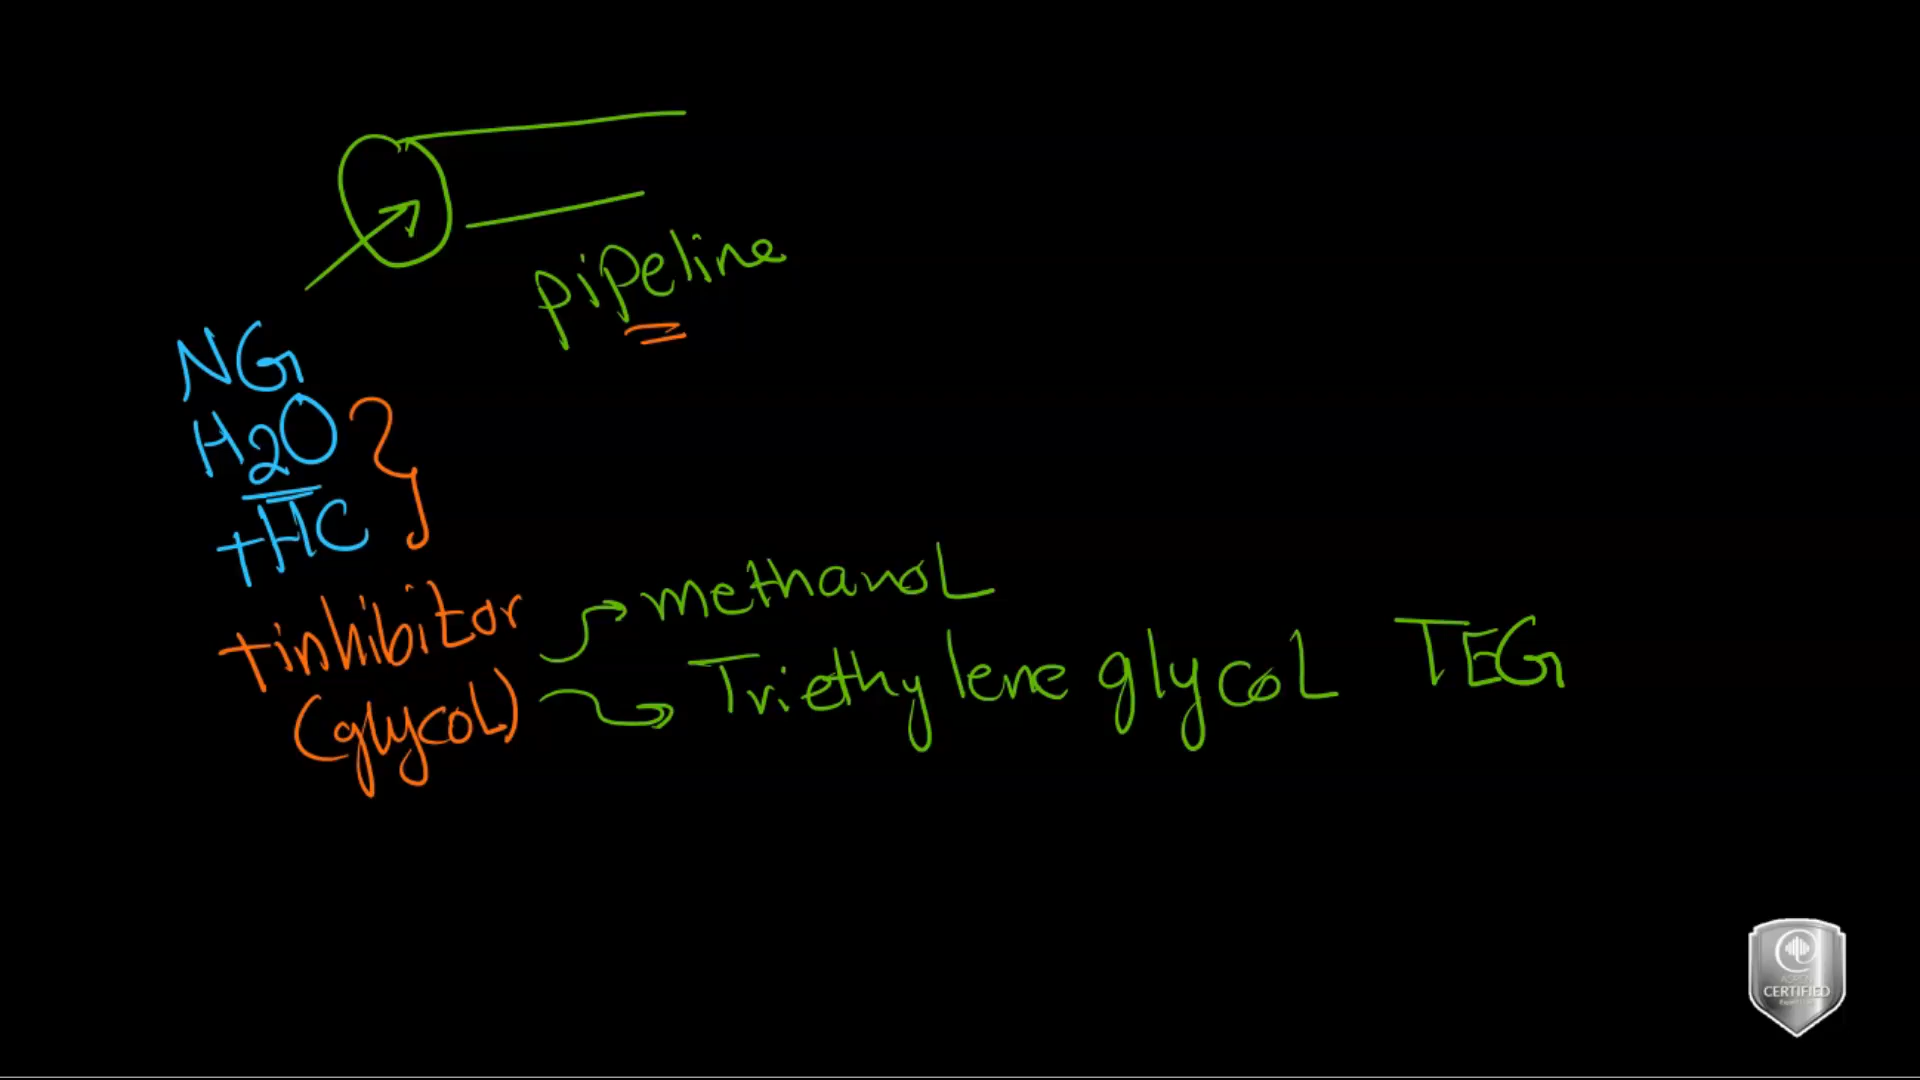 pipeline
NG
H2O
+HC
+inhibitor
(glycol)
methanol
Triethylene glycol TEG
CERTIFIED